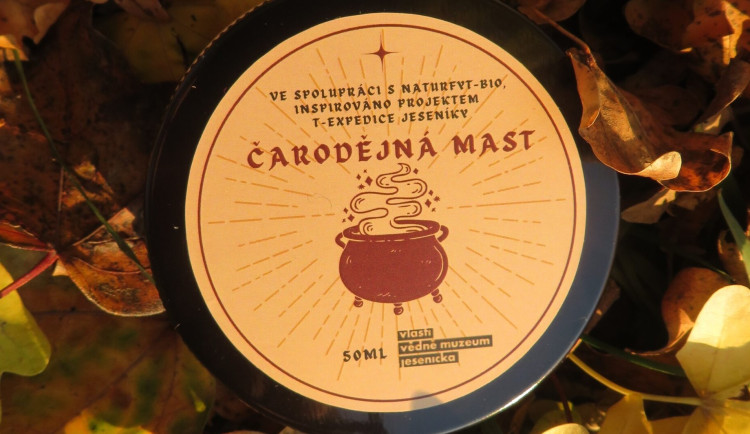 VE SPOLUPRÁCI S NATURFYT-BIO,
INSPIROVÁNO PROJEKTEM
T-EXPEDICE JESENÍKY
ČARODĚJNÁ MAST
50ML
vlasti
vědné muzeum
jesenicka